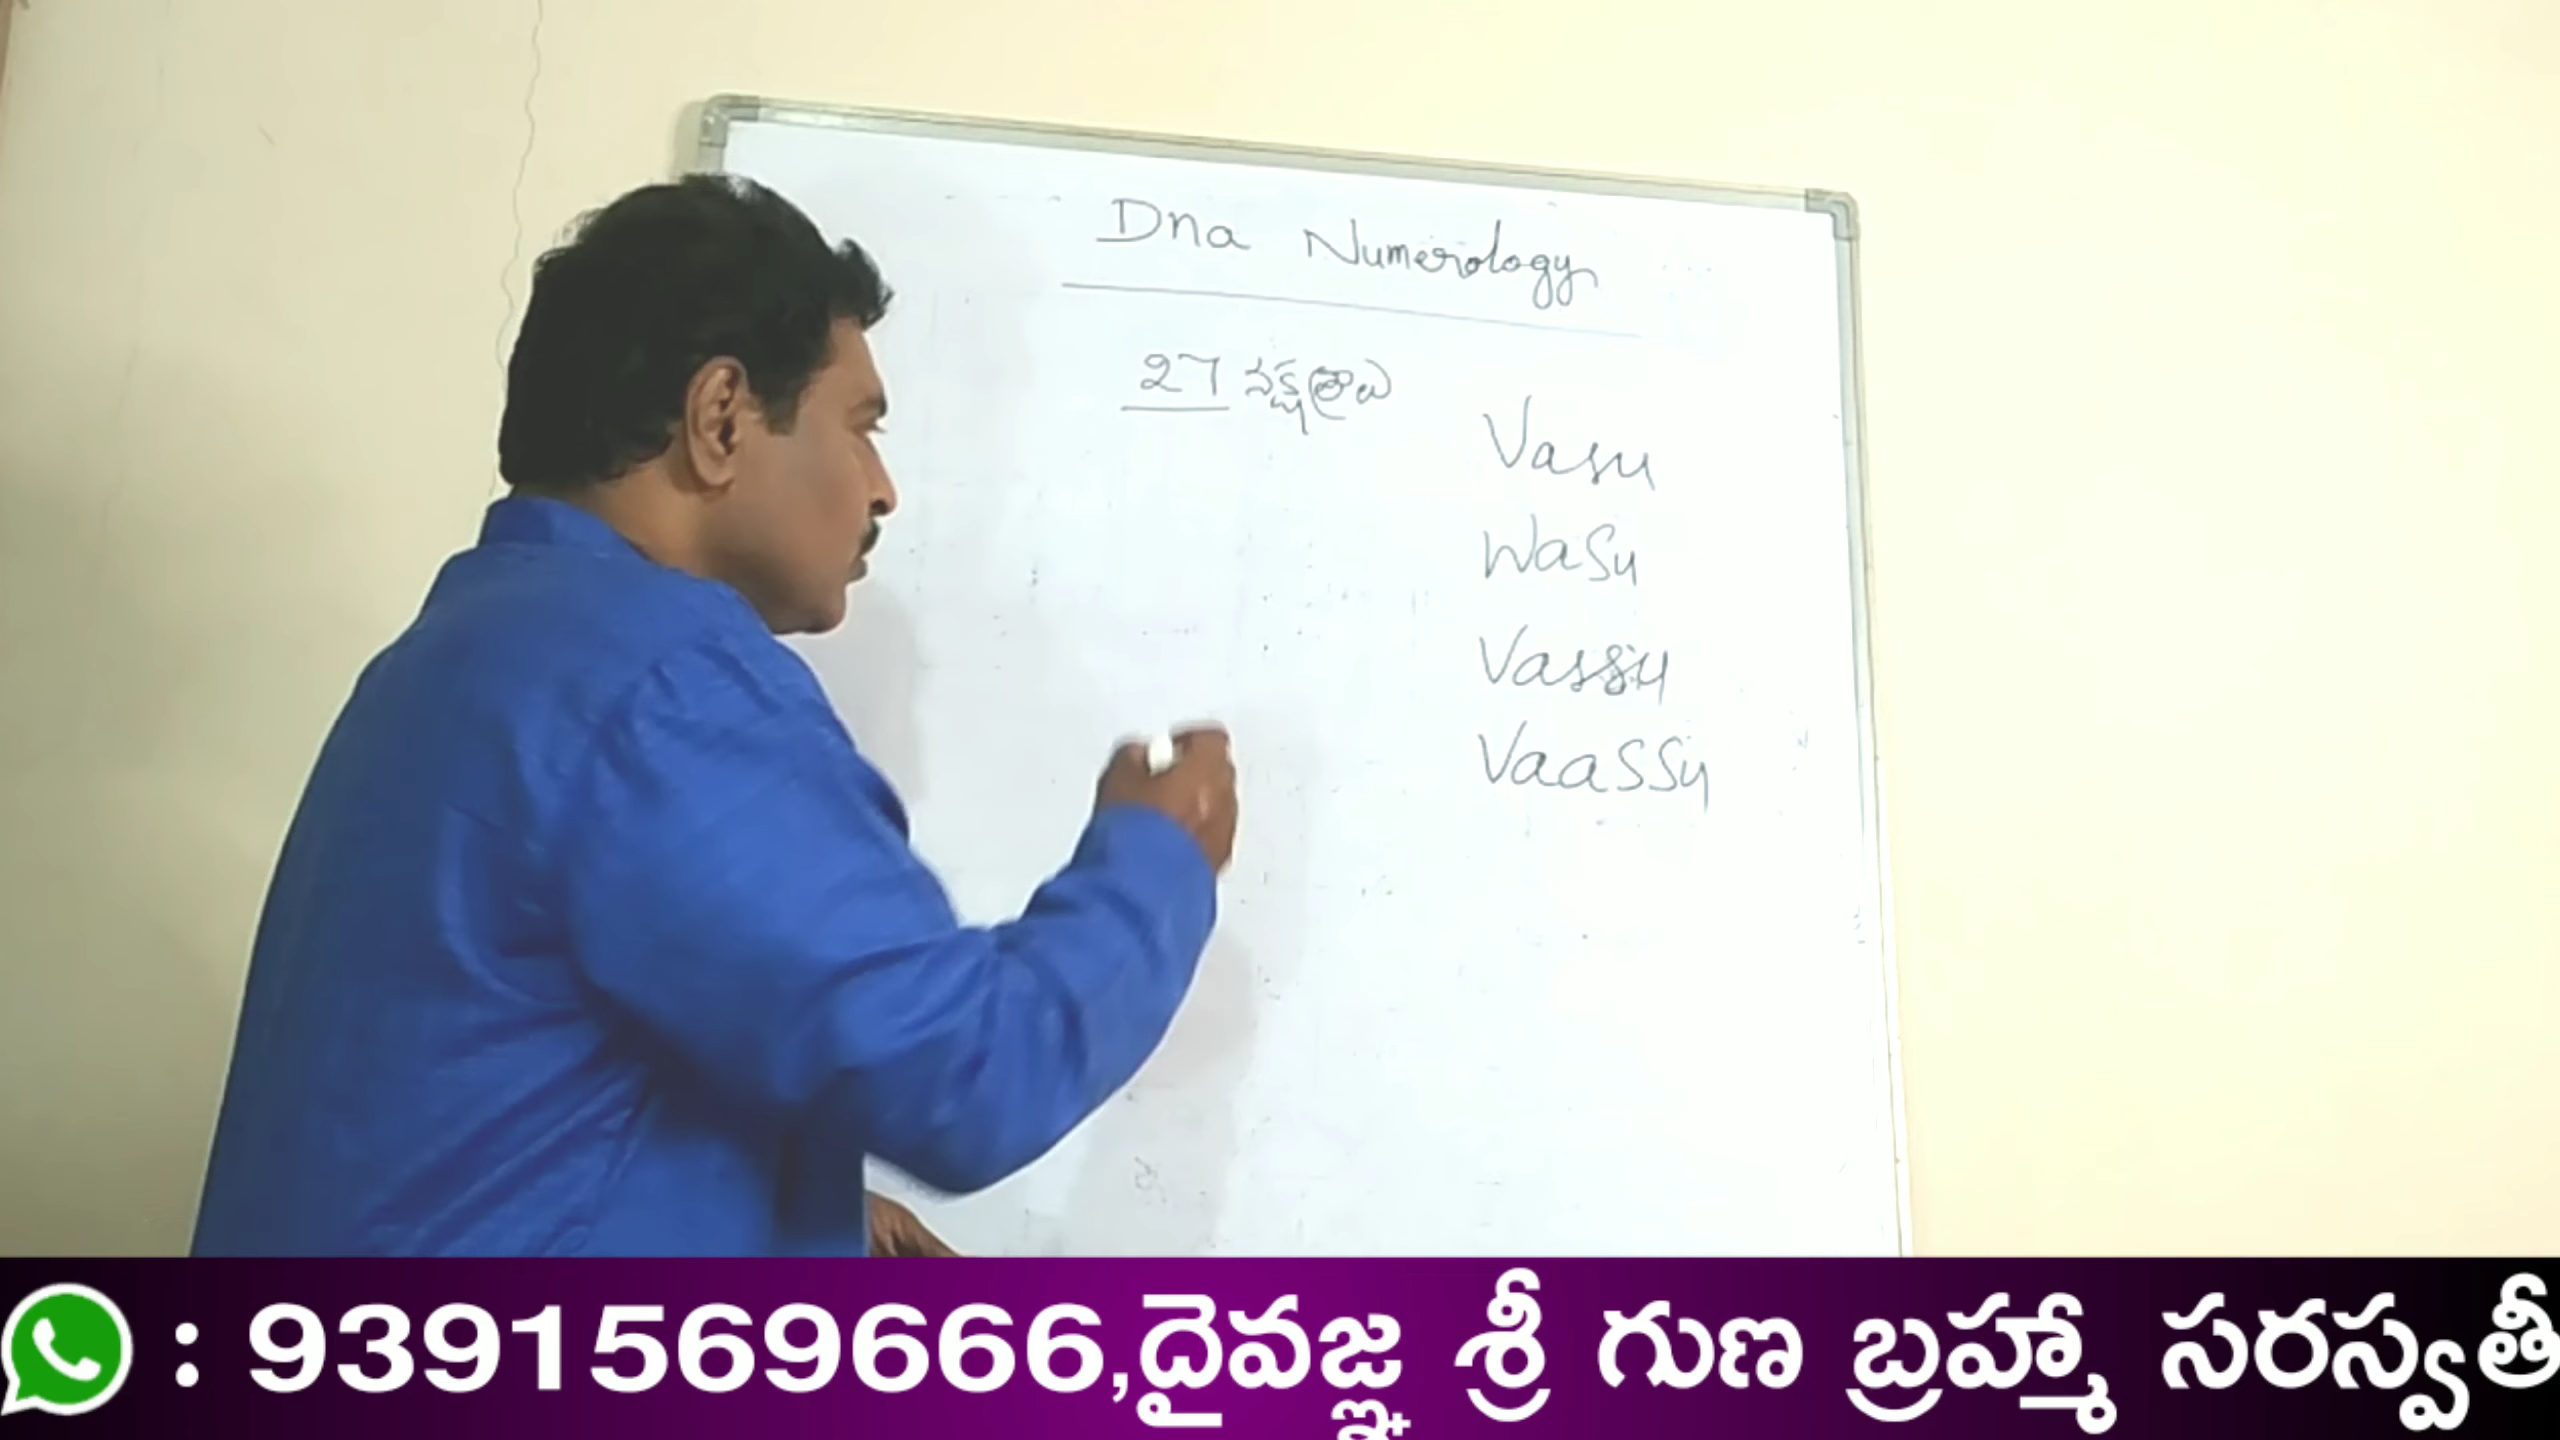 Dna Numerology
27 నక్షత్రాలు
Vasu
Wasu
Vassu
Vaassu
: 9391569666,దైవజ్ఞ శ్రీ గుణ బ్రహ్మా సరస్వతీ